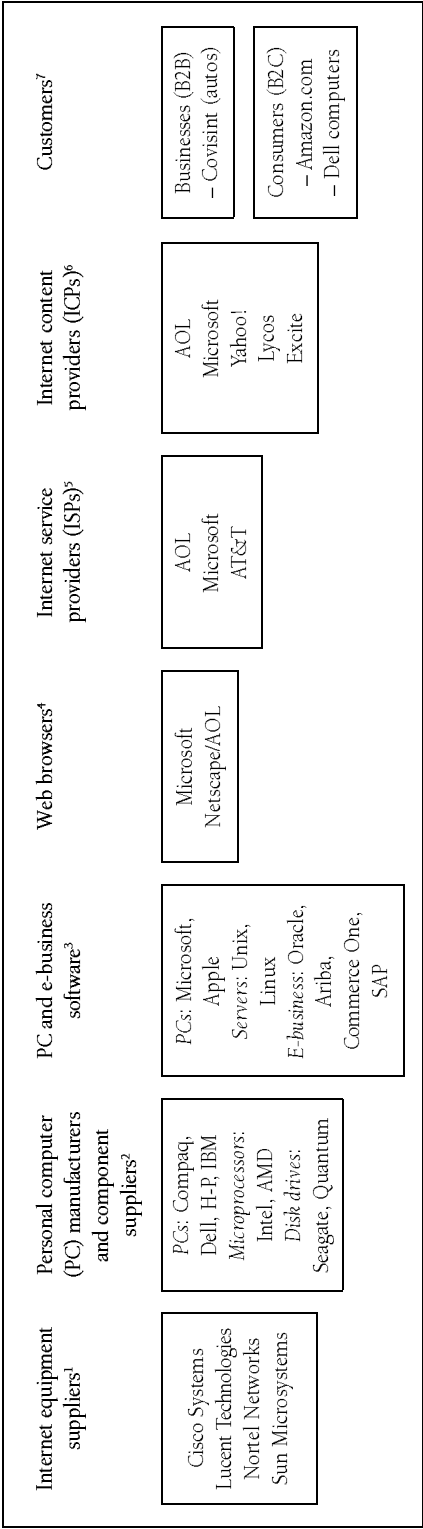 Internet equipment
suppliers¹
Cisco Systems
Lucent Technologies
Nortel Networks
Sun Microsystems
Personal computer
(PC) manufacturers
and component
suppliers²
PCs: Compaq,
Dell, H-P, IBM
Microprocessors:
Intel, AMD
Disk drives:
Seagate, Quantum
PC and e-business
software³
PCs: Microsoft,
Apple
Servers: Unix,
Linux
E-business: Oracle,
Ariba,
Commerce One,
SAP
Web browsers⁴
Microsoft
Netscape/AOL
Internet service
providers (ISPs)⁵
AOL
Microsoft
AT&T
Internet content
providers (ICPs)⁶
AOL
Microsoft
Yahoo!
Lycos
Excite
Customers⁷
Businesses (B2B)
– Covisint (autos)
Consumers (B2C)
– Amazon.com
– Dell computers